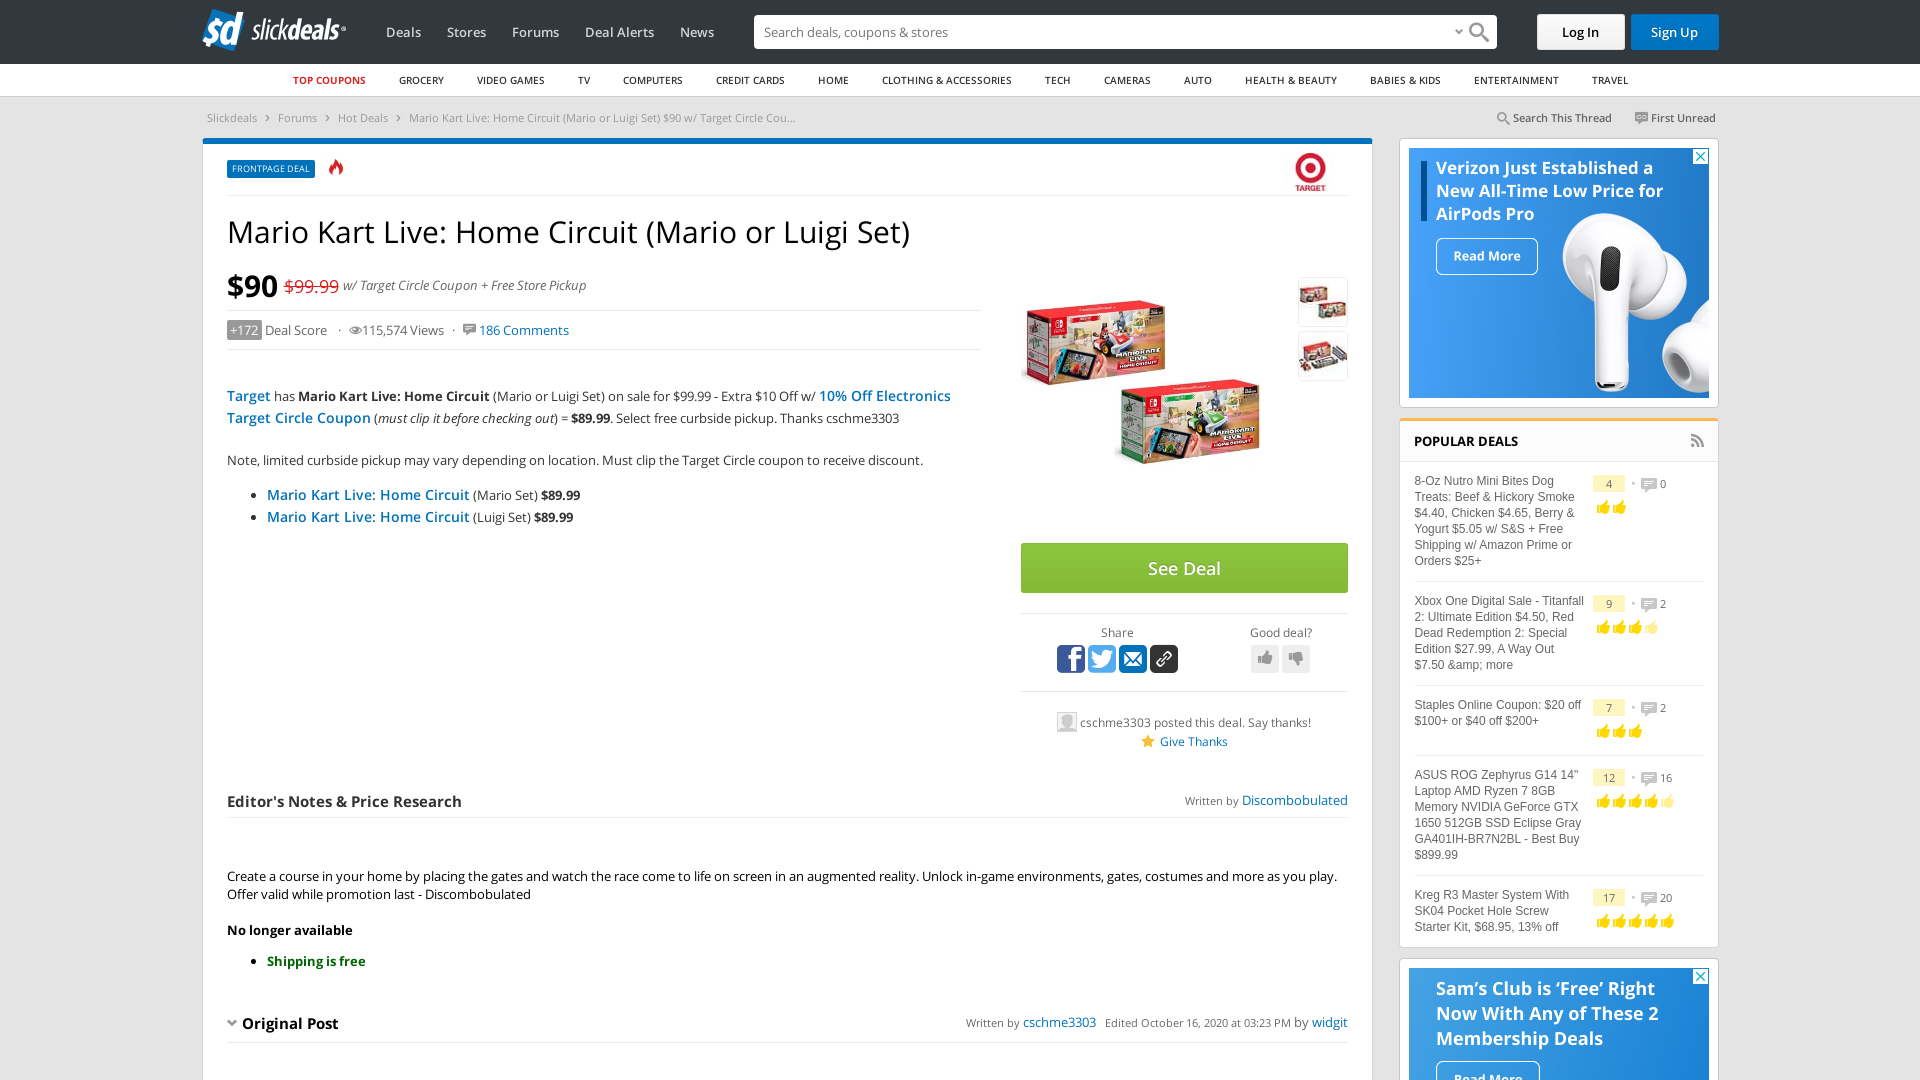 slickdeals
Deals
Stores
Forums
Deal Alerts
News
Search deals, coupons & stores
Log In
Sign Up
TOP COUPONS
GROCERY
VIDEO GAMES
TV
COMPUTERS
CREDIT CARDS
HOME
CLOTHING & ACCESSORIES
TECH
CAMERAS
AUTO
HEALTH & BEAUTY
BABIES & KIDS
ENTERTAINMENT
TRAVEL
Slickdeals > Forums > Hot Deals > Mario Kart Live: Home Circuit (Mario or Luigi Set) $90 w/ Target Circle Cou...
Search This Thread
First Unread
FRONTPAGE DEAL
TARGET
Mario Kart Live: Home Circuit (Mario or Luigi Set)
$90 $99.99 w/ Target Circle Coupon + Free Store Pickup
+172 Deal Score · 115,574 Views · 186 Comments
Target has Mario Kart Live: Home Circuit (Mario or Luigi Set) on sale for $99.99 - Extra $10 Off w/ 10% Off Electronics
Target Circle Coupon (must clip it before checking out) = $89.99. Select free curbside pickup. Thanks cschme3303
Note, limited curbside pickup may vary depending on location. Must clip the Target Circle coupon to receive discount.
Mario Kart Live: Home Circuit (Mario Set) $89.99
Mario Kart Live: Home Circuit (Luigi Set) $89.99
MARIOKART LIVE
HOME CIRCUIT
MARIOKART LIVE
HOME CIRCUIT
See Deal
Share
Good deal?
cschme3303 posted this deal. Say thanks!
Give Thanks
Editor's Notes & Price Research
Written by Discombobulated
Create a course in your home by placing the gates and watch the race come to life on screen in an augmented reality. Unlock in-game environments, gates, costumes and more as you play.
Offer valid while promotion last - Discombobulated
No longer available
Shipping is free
Original Post
Written by cschme3303 Edited October 16, 2020 at 03:23 PM by widgit
Verizon Just Established a
New All-Time Low Price for
AirPods Pro
Read More
POPULAR DEALS
8-Oz Nutro Mini Bites Dog
Treats: Beef & Hickory Smoke
$4.40, Chicken $4.65, Berry &
Yogurt $5.05 w/ S&S + Free
Shipping w/ Amazon Prime or
Orders $25+
4 • 0
Xbox One Digital Sale - Titanfall
2: Ultimate Edition $4.50, Red
Dead Redemption 2: Special
Edition $27.99, A Way Out
$7.50 &amp; more
9 • 2
Staples Online Coupon: $20 off
$100+ or $40 off $200+
7 • 2
ASUS ROG Zephyrus G14 14"
Laptop AMD Ryzen 7 8GB
Memory NVIDIA GeForce GTX
1650 512GB SSD Eclipse Gray
GA401IH-BR7N2BL - Best Buy
$899.99
12 • 16
Kreg R3 Master System With
SK04 Pocket Hole Screw
Starter Kit, $68.95, 13% off
17 • 20
Sam's Club is 'Free' Right
Now With Any of These 2
Membership Deals
Read More